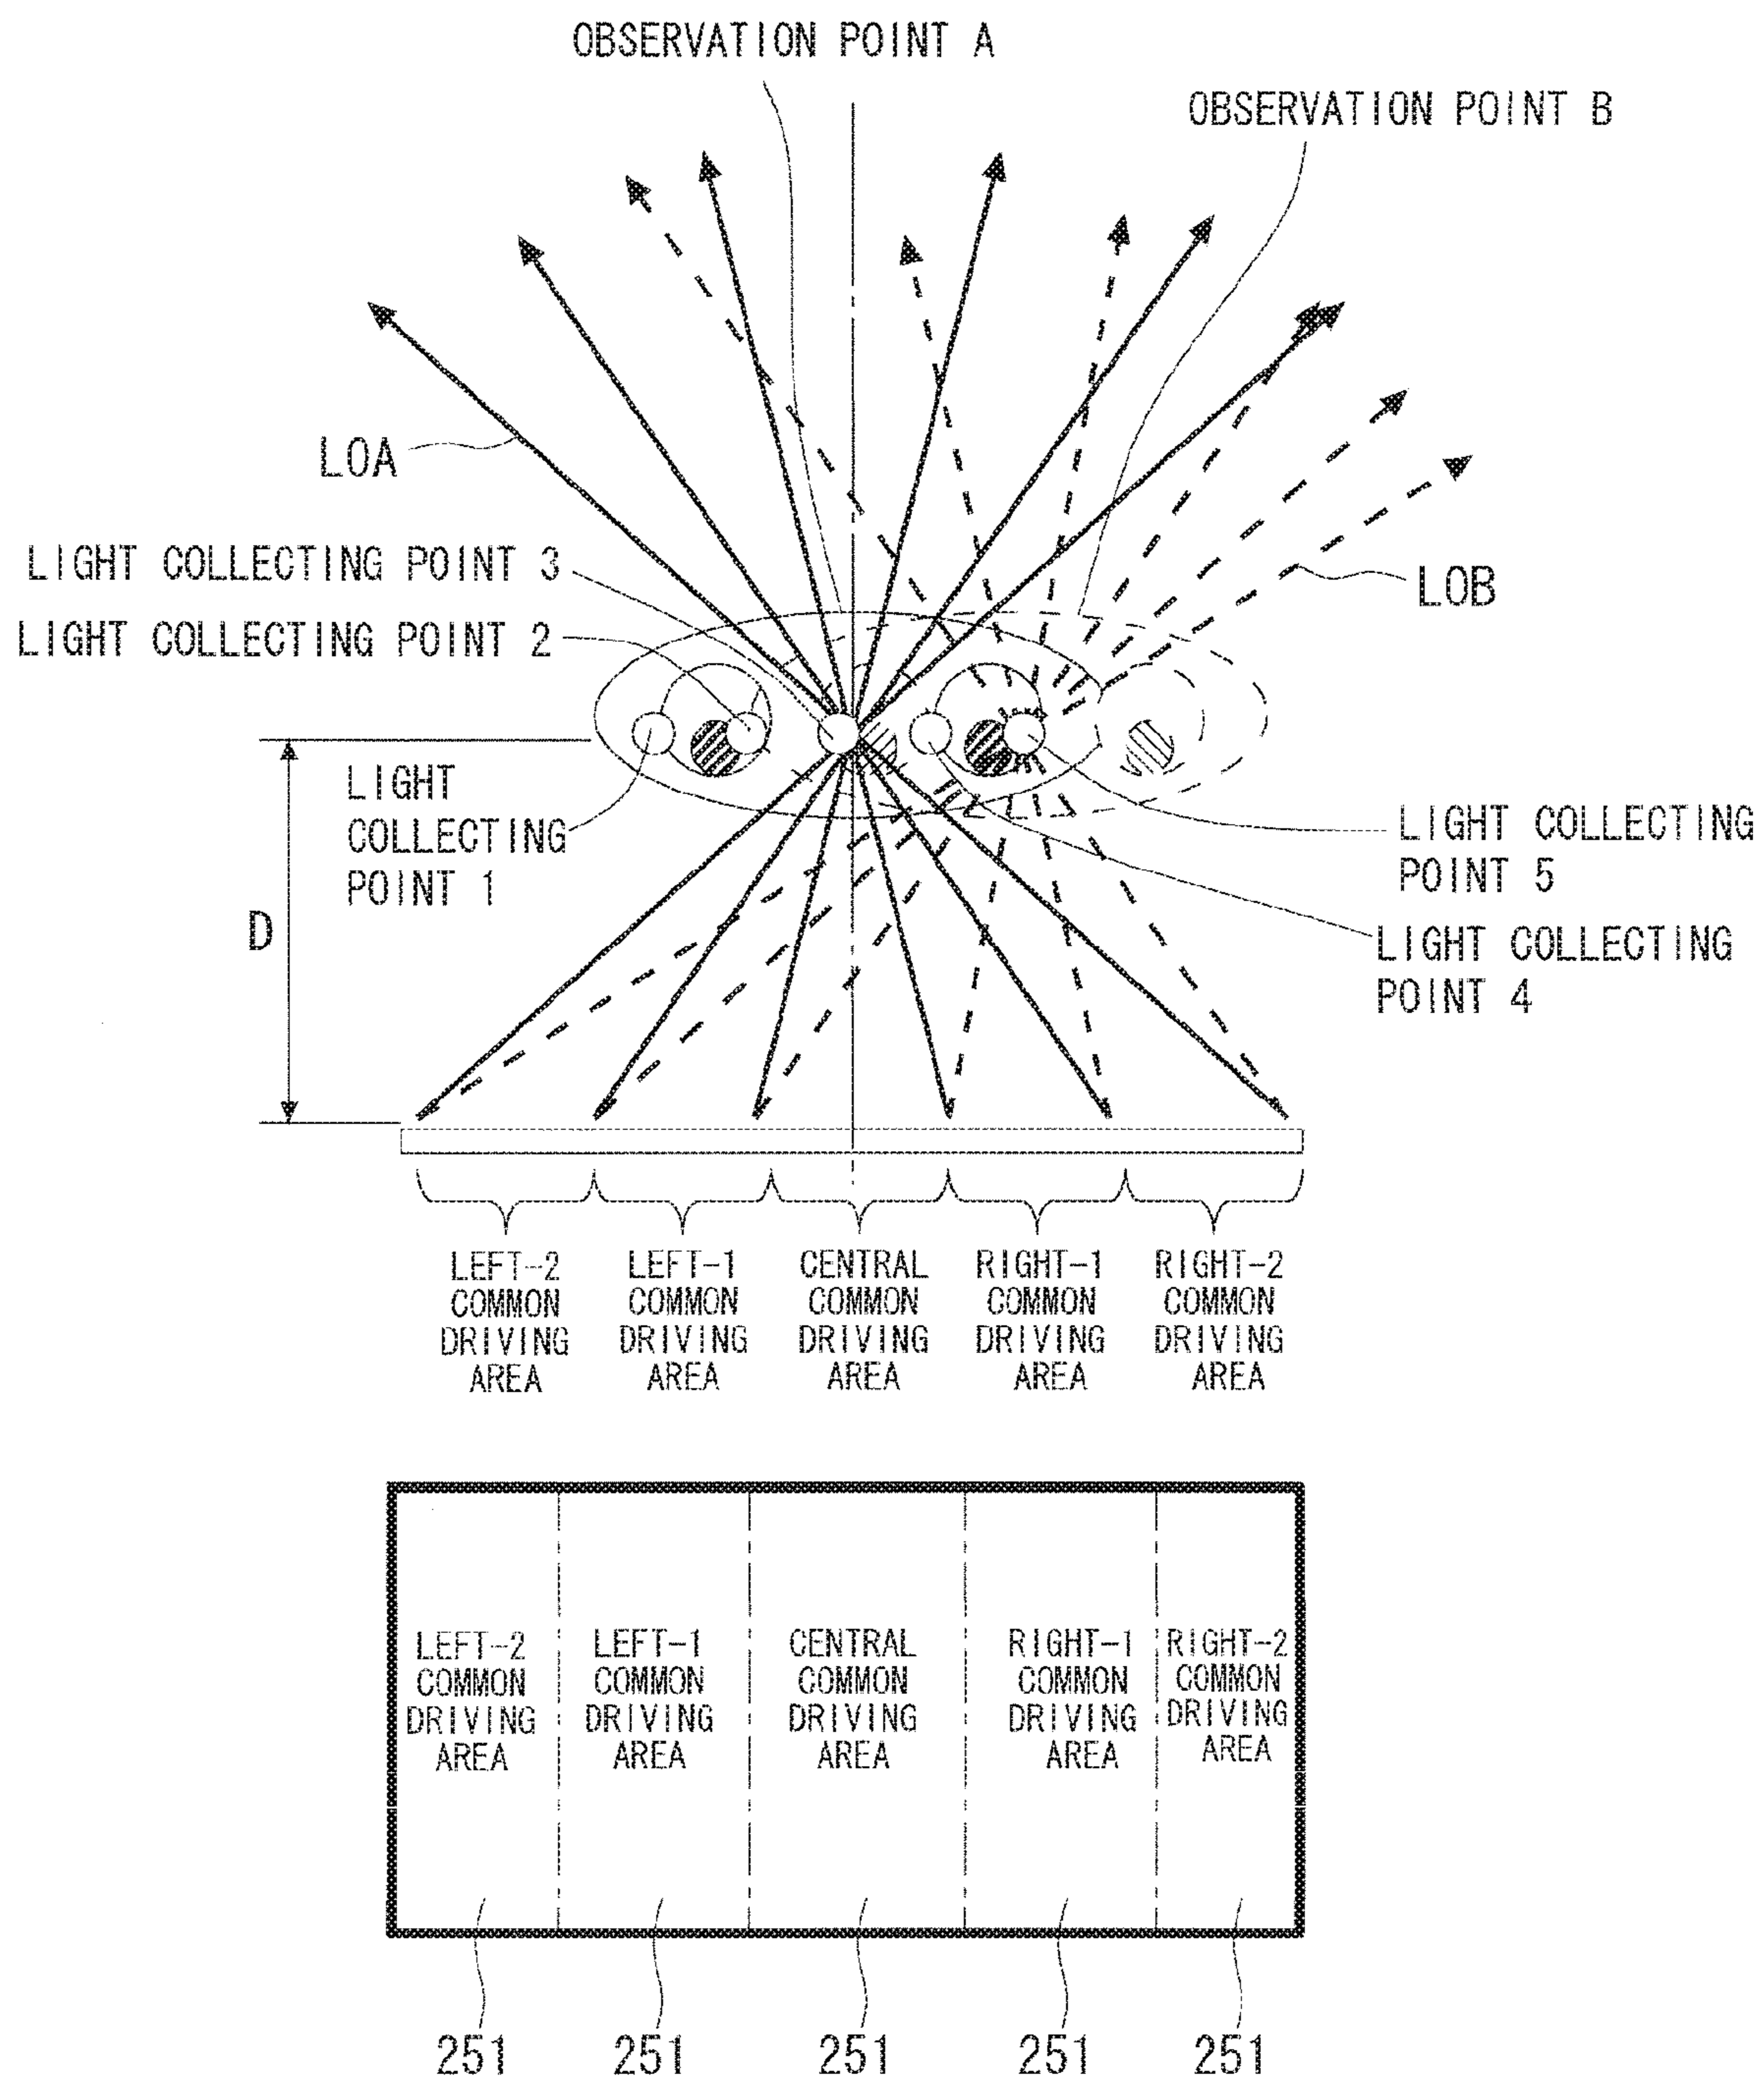 OBSERVATION POINT A
OBSERVATION POINT B
LOA
LIGHT COLLECTING POINT 3
LOB
LIGHT COLLECTING POINT 2
LIGHT
COLLECTING
POINT 1
LIGHT COLLECTING
POINT 5
D
LIGHT COLLECTING
POINT 4
LEFT-2
COMMON
DRIVING
AREA
LEFT-1
COMMON
DRIVING
AREA
CENTRAL
COMMON
DRIVING
AREA
RIGHT-1
COMMON
DRIVING
AREA
RIGHT-2
COMMON
DRIVING
AREA
LEFT-2
COMMON
DRIVING
AREA
LEFT-1
COMMON
DRIVING
AREA
CENTRAL
COMMON
DRIVING
AREA
RIGHT-1
COMMON
DRIVING
AREA
RIGHT-2
COMMON
DRIVING
AREA
251
251
251
251
251